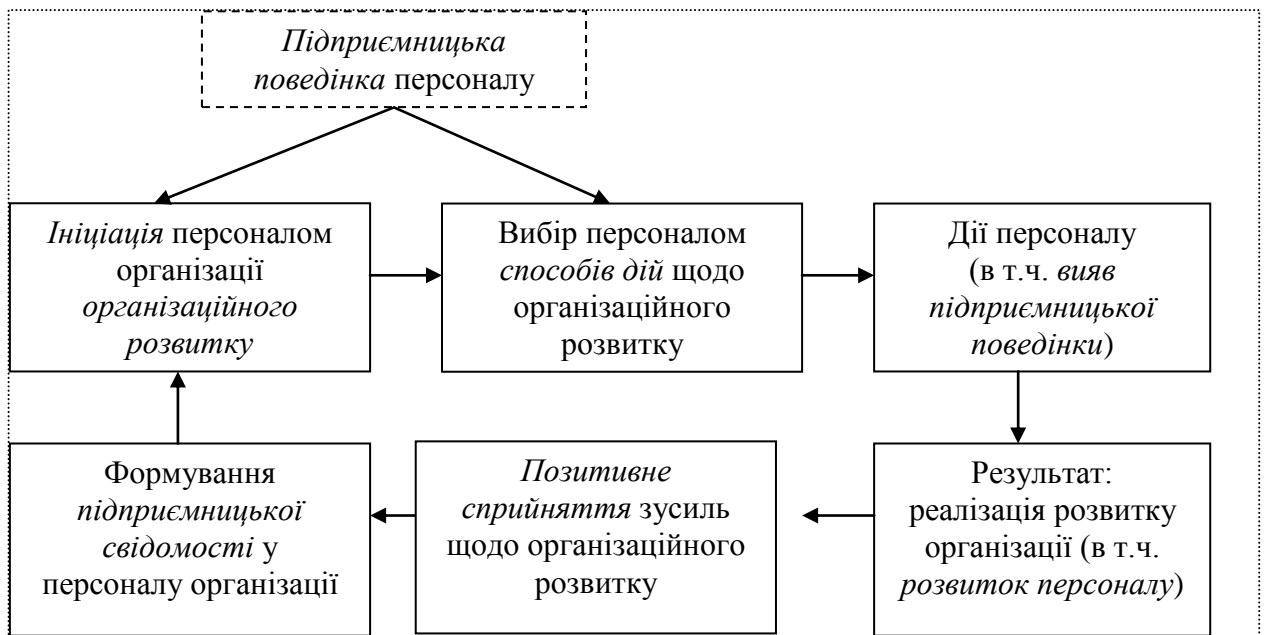 Підприємницька
поведінка персоналу
Ініціація персоналом
організації
організаційного
розвитку
Вибір персоналом
способів дій щодо
організаційного
розвитку
Дії персоналу
(в т.ч. вияв
підприємницької
поведінки)
Формування
підприємницької
свідомості у
персоналу організації
Позитивне
сприйняття зусиль
щодо організаційного
розвитку
Результат:
реалізація розвитку
організації (в т.ч.
розвиток персоналу)